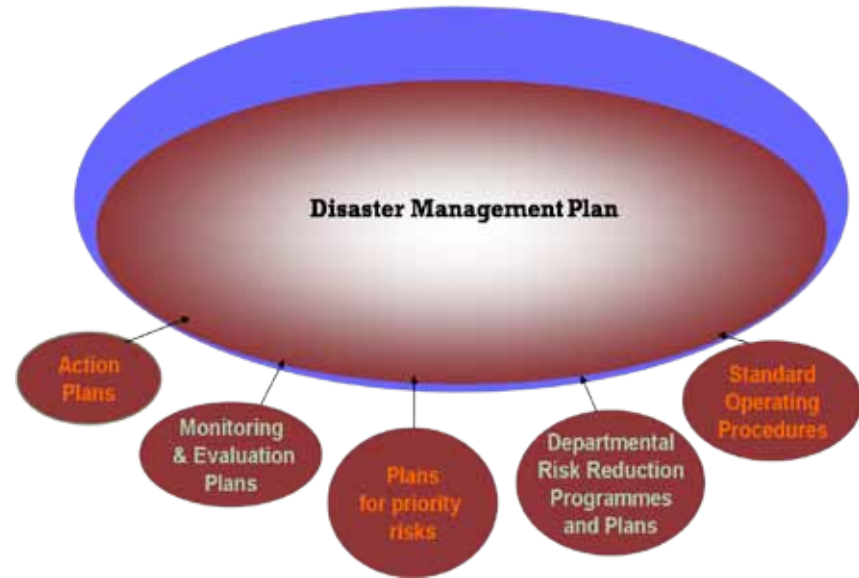 Disaster Management Plan
Action
Plans
Monitoring
& Evaluation
Plans
Plans
for priority
risks
Departmental
Risk Reduction
Programmes
and Plans
Standard
Operating
Procedures